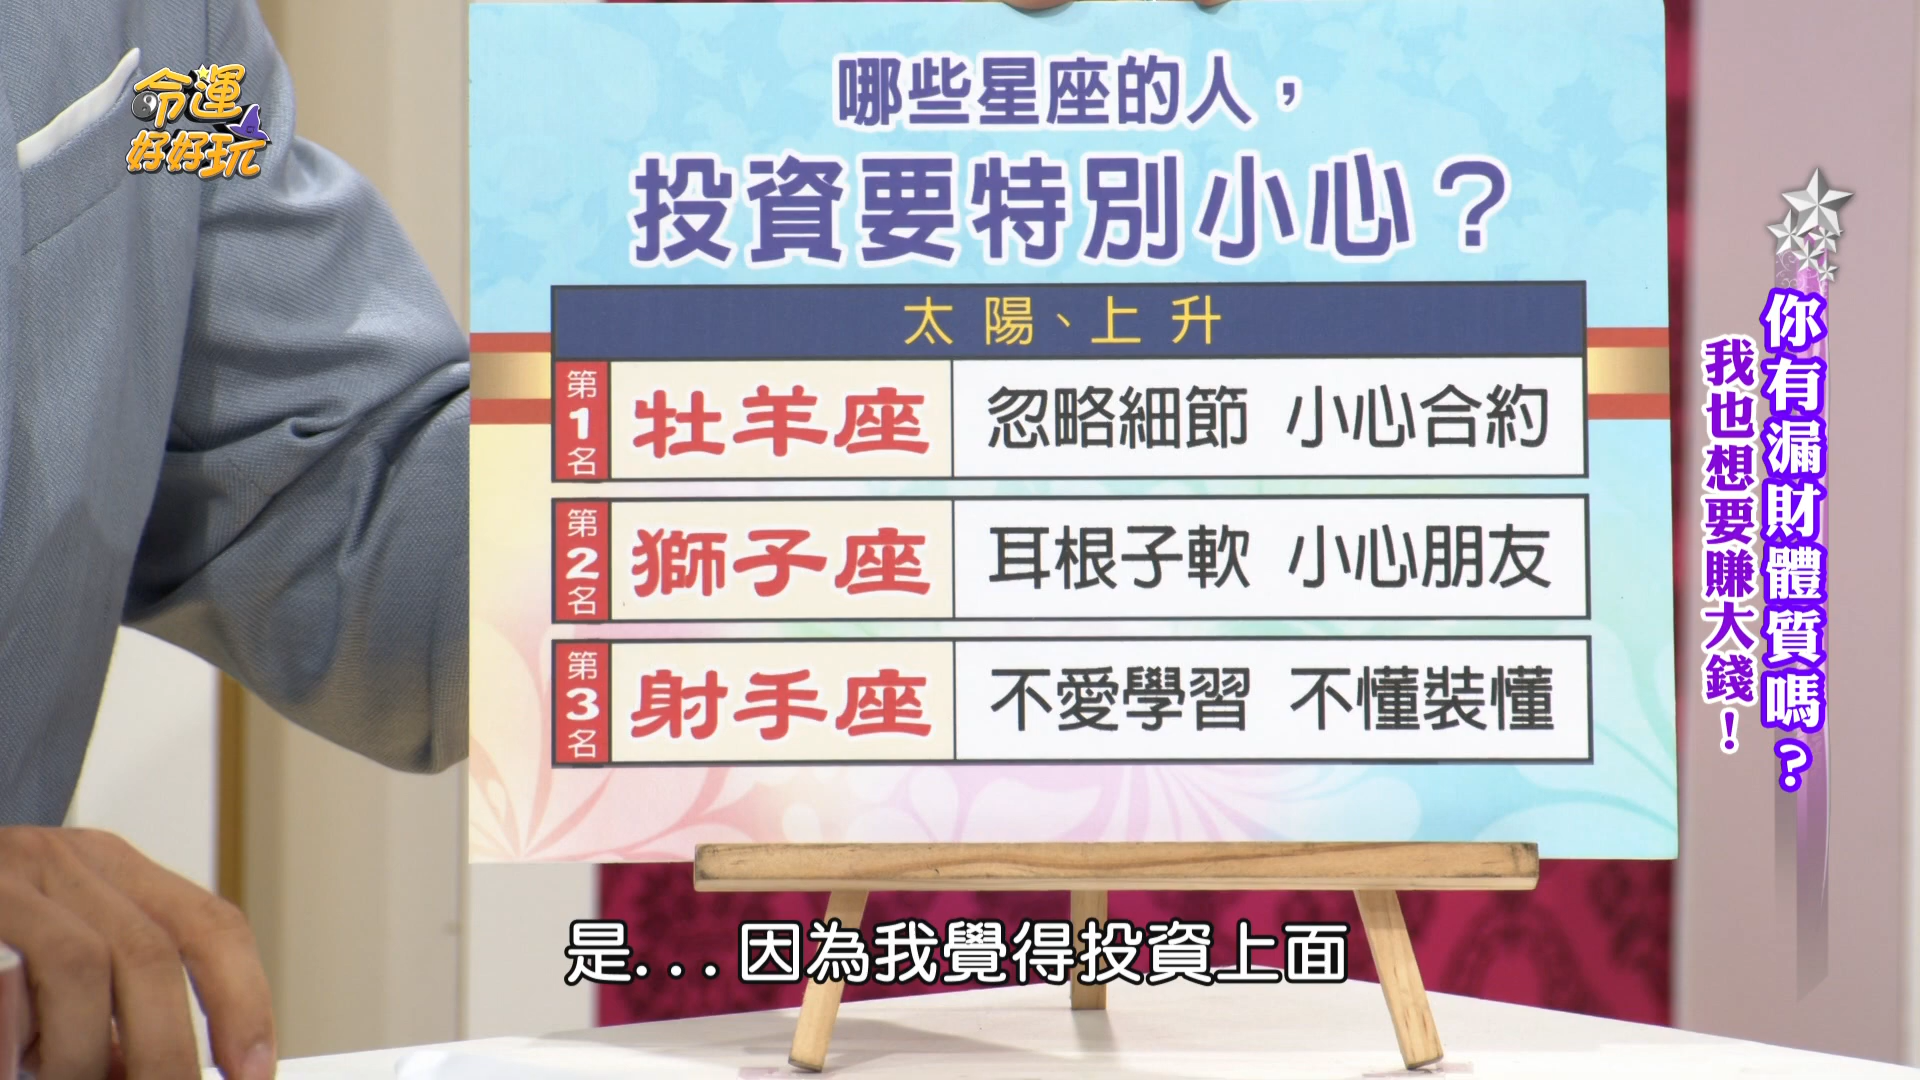 命運
好好玩
哪些星座的人，
投資要特別小心？
太陽、上升
第1名 牡羊座 忽略細節 小心合約
第2名 獅子座 耳根子軟 小心朋友
第3名 射手座 不愛學習 不懂裝懂
你有漏財體質嗎？
我也想要賺大錢！
是...因為我覺得投資上面